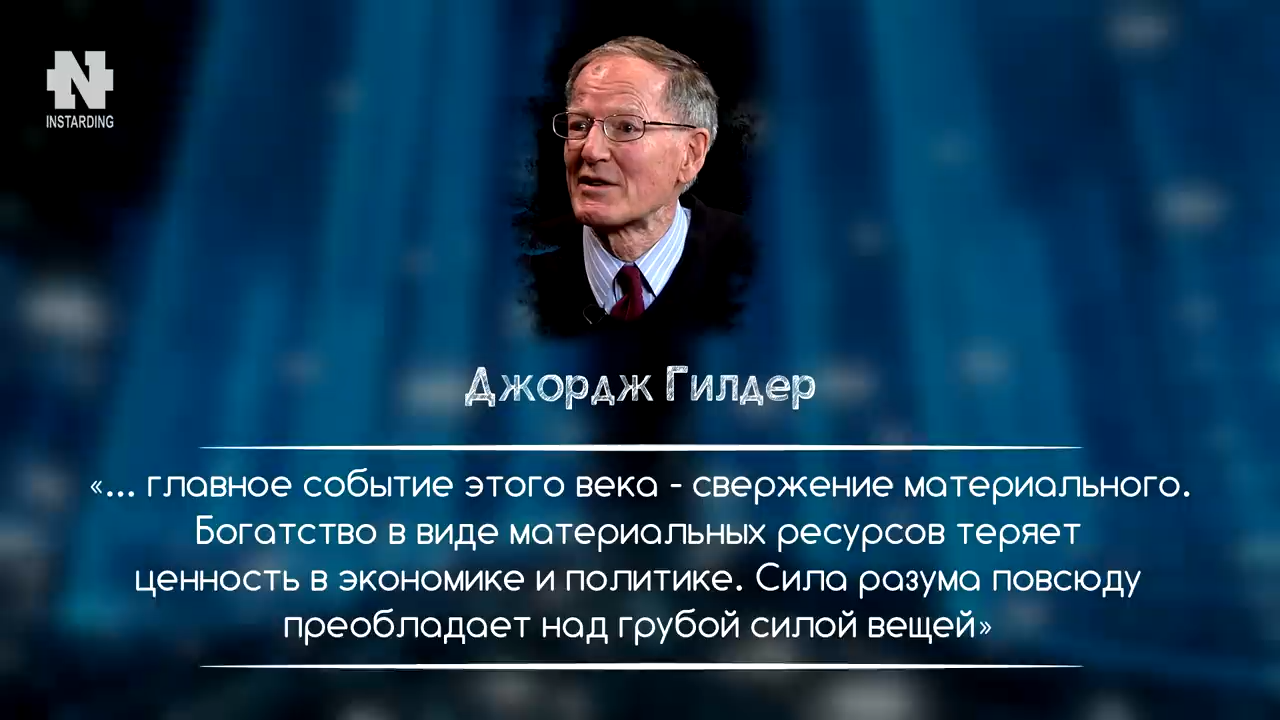 N
INSTARDING
Джордж Гилдер
«... главное событие этого века - свержение материального.
Богатство в виде материальных ресурсов теряет
ценность в экономике и политике. Сила разума повсюду
преобладает над грубой силой вещей»